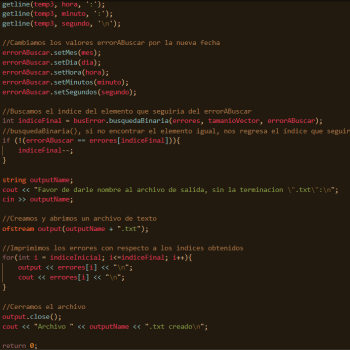 getline(temp3, hora, ':');
getline(temp3, minuto, ':');
getline(temp3, segundo, '\n');
//Cambiamos los valores errorABuscar por la nueva fecha
errorABuscar.setMes(mes);
errorABuscar.setDia(dia);
errorABuscar.setHora(hora);
errorABuscar.setMinutos(minuto);
errorABuscar.setSegundos(segundo);
//Buscamos el indice del elemento que seguiria del errorABuscar
int indiceFinal = busError.busquedaBinaria(errores, tamanioVector, errorABuscar);
//busquedaBinaria(), si no encontrar el elemento igual, nos regresa el indice que seguir
if (!(errorABuscar == errores[indiceFinal])){
indiceFinal--;
}
string outputName;
cout << "Favor de darle nombre al archivo de salida, sin la terminacion \'.txt\':\n";
cin >> outputName;
//Creamos y abrimos un archivo de texto
ofstream output(outputName + ".txt");
//Imprimimos los errores con respecto a los indices obtenidos
for(int i = indiceInicial; i<=indiceFinal; i++){
output << errores[i] << "\n";
cout << errores[i] << "\n";
}
//Cerramos el archivo
output.close();
cout << "Archivo " << outputName << ".txt creado\n";
return 0;